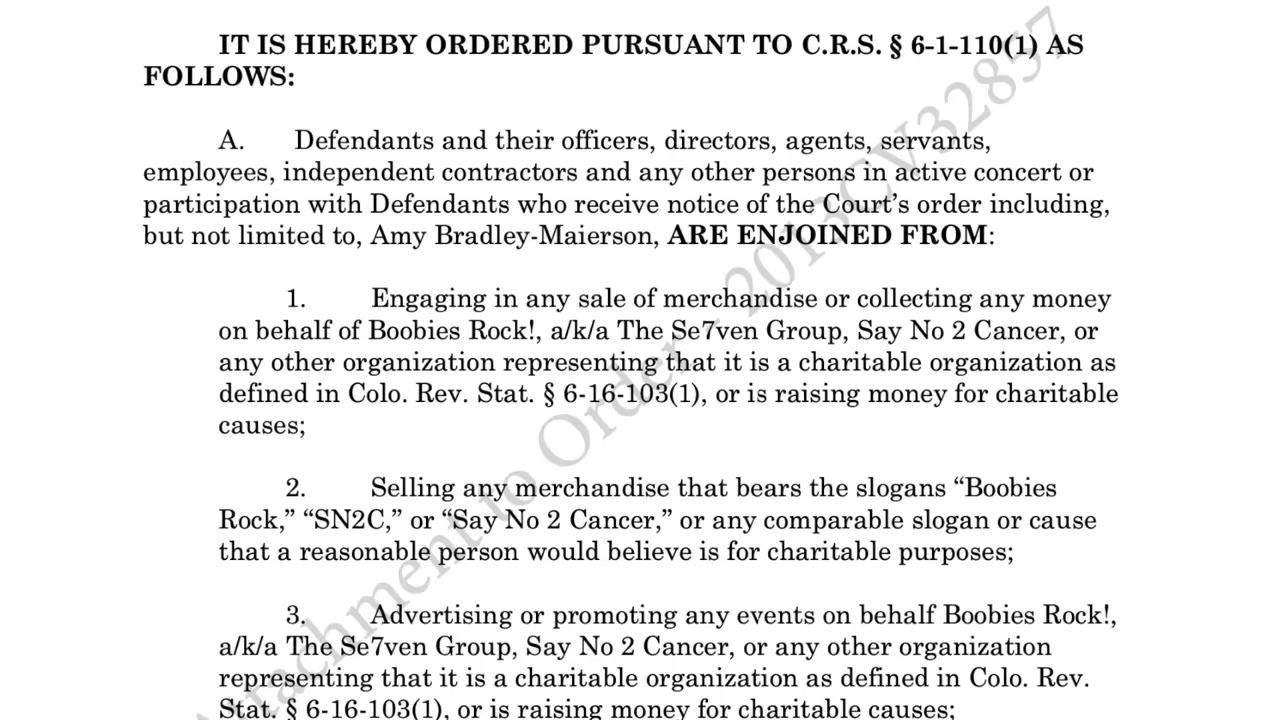 IT IS HEREBY ORDERED PURSUANT TO C.R.S. § 6-1-110(1) AS
FOLLOWS:
A. Defendants and their officers, directors, agents, servants,
employees, independent contractors and any other persons in active concert or
participation with Defendants who receive notice of the Court’s order including,
but not limited to, Amy Bradley-Maierson, ARE ENJOINED FROM:
1. Engaging in any sale of merchandise or collecting any money
on behalf of Boobies Rock!, a/k/a The Se7ven Group, Say No 2 Cancer, or
any other organization representing that it is a charitable organization as
defined in Colo. Rev. Stat. § 6-16-103(1), or is raising money for charitable
causes;
2. Selling any merchandise that bears the slogans “Boobies
Rock,” “SN2C,” or “Say No 2 Cancer,” or any comparable slogan or cause
that a reasonable person would believe is for charitable purposes;
3. Advertising or promoting any events on behalf Boobies Rock!,
a/k/a The Se7ven Group, Say No 2 Cancer, or any other organization
representing that it is a charitable organization as defined in Colo. Rev.
Stat. § 6-16-103(1), or is raising money for charitable causes;
Attachment to Order - 2013CV32857